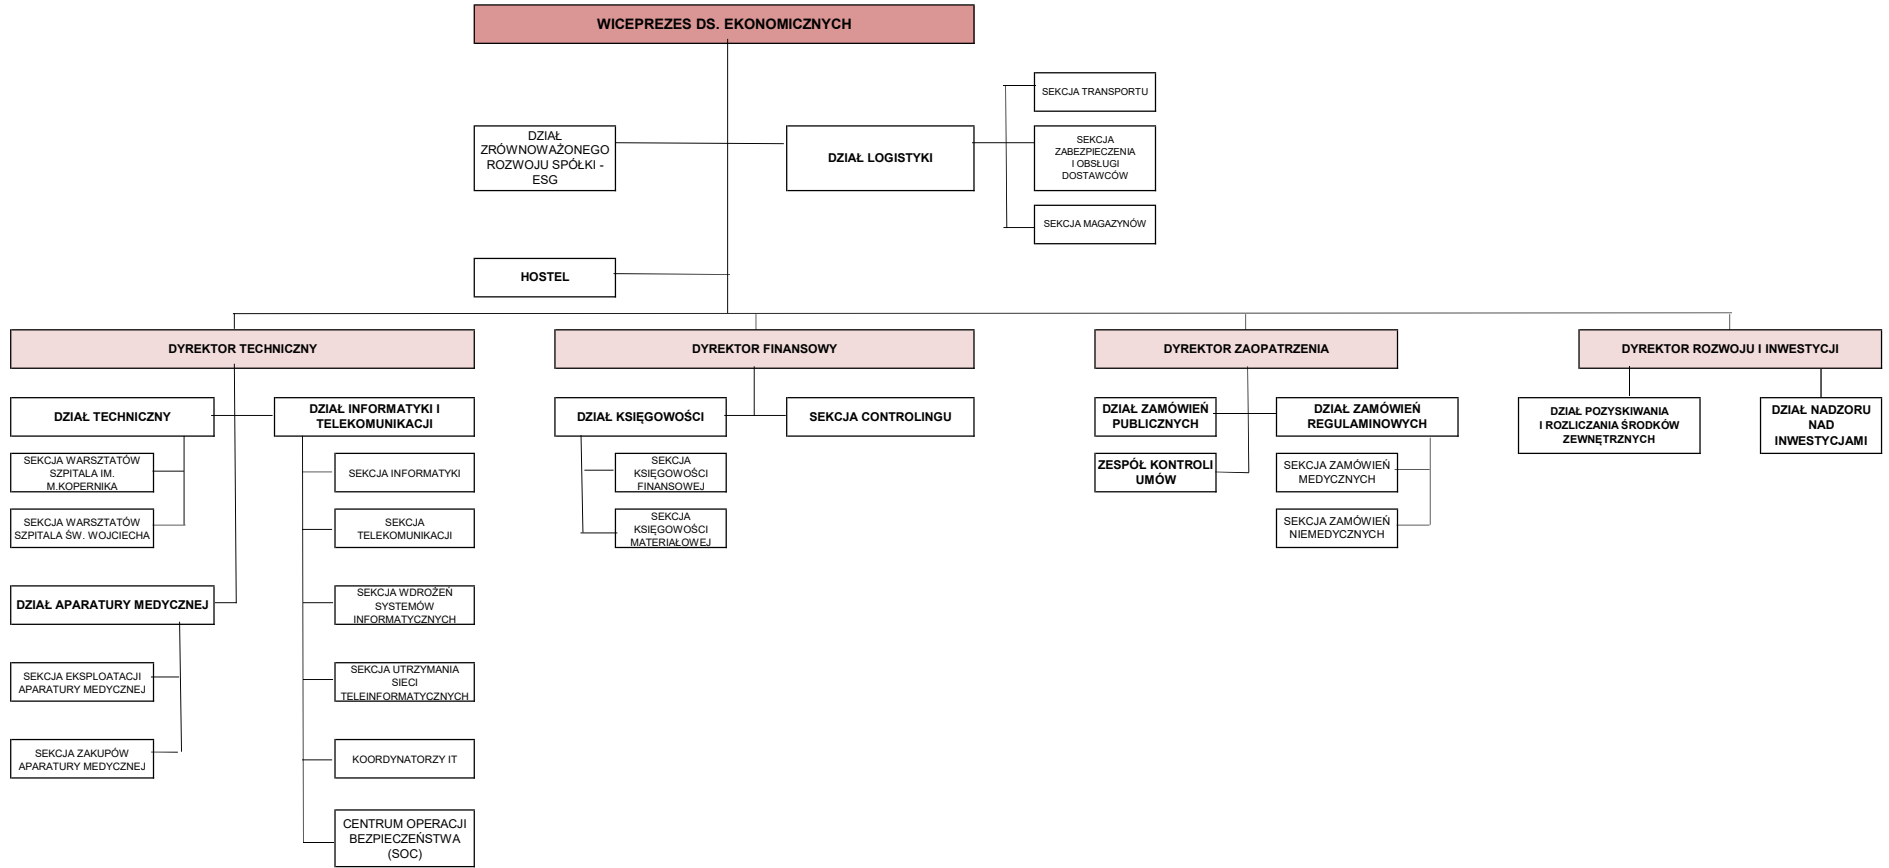 WICEPREZES DS. EKONOMICZNYCH
SEKCJA TRANSPORTU
DZIAŁ
ZRÓWNOWAŻONEGO
ROZWOJU SPÓŁKI -
ESG
DZIAŁ LOGISTYKI
SEKCJA
ZABEZPIECZENIA
I OBSŁUGI
DOSTAWCÓW
SEKCJA MAGAZYNÓW
HOSTEL
DYREKTOR TECHNICZNY
DYREKTOR FINANSOWY
DYREKTOR ZAOPATRZENIA
DYREKTOR ROZWOJU I INWESTYCJI
DZIAŁ TECHNICZNY
DZIAŁ INFORMATYKI I
TELEKOMUNIKACJI
DZIAŁ KSIĘGOWOŚCI
SEKCJA CONTROLINGU
DZIAŁ ZAMÓWIEŃ
PUBLICZNYCH
DZIAŁ ZAMÓWIEŃ
REGULAMINOWYCH
DZIAŁ POZYSKIWANIA
I ROZLICZANIA ŚRODKÓW
ZEWNĘTRZNYCH
DZIAŁ NADZORU
NAD
INWESTYCJAMI
SEKCJA WARSZTATÓW
SZPITALA IM.
M.KOPERNIKA
SEKCJA INFORMATYKI
SEKCJA
KSIĘGOWOŚCI
FINANSOWEJ
ZESPÓŁ KONTROLI
UMÓW
SEKCJA ZAMÓWIEŃ
MEDYCZNYCH
SEKCJA WARSZTATÓW
SZPITALA ŚW. WOJCIECHA
SEKCJA
TELEKOMUNIKACJI
SEKCJA
KSIĘGOWOŚCI
MATERIAŁOWEJ
SEKCJA ZAMÓWIEŃ
NIEMEDYCZNYCH
DZIAŁ APARATURY MEDYCZNEJ
SEKCJA WDROŻEŃ
SYSTEMÓW
INFORMATYCZNYCH
SEKCJA EKSPLOATACJI
APARATURY MEDYCZNEJ
SEKCJA UTRZYMANIA
SIECI
TELEINFORMATYCZNYCH
SEKCJA ZAKUPÓW
APARATURY MEDYCZNEJ
KOORDYNATORZY IT
CENTRUM OPERACJI
BEZPIECZEŃSTWA
(SOC)